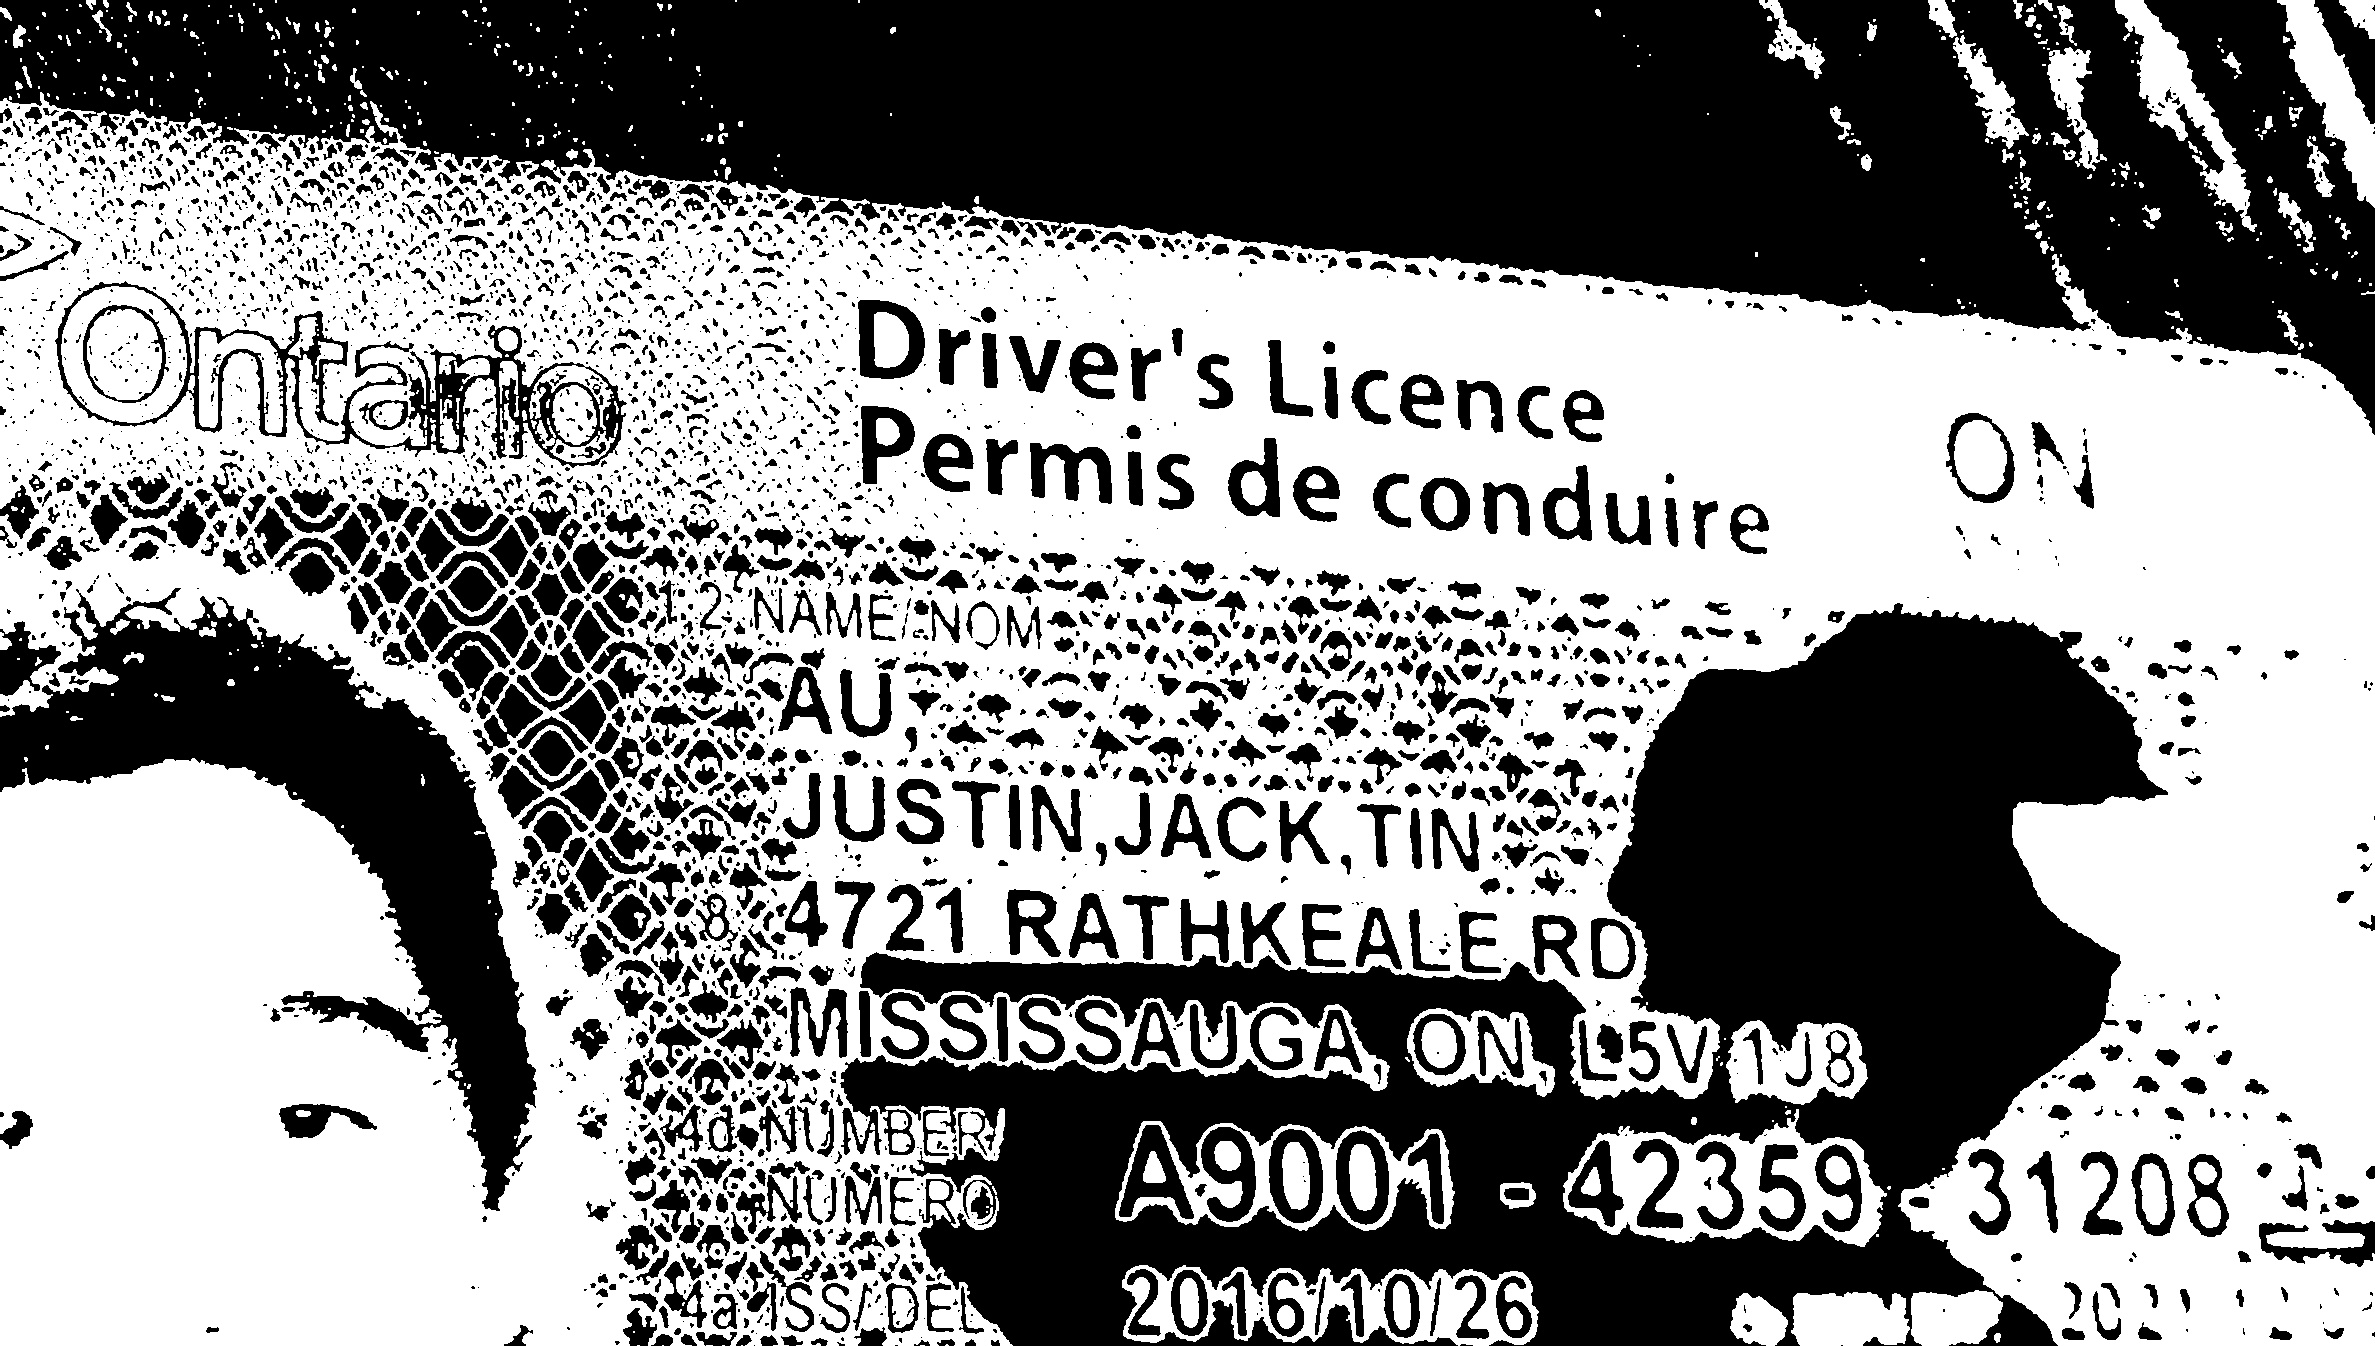 Ontario
Driver's Licence
Permis de conduire
ON
1 2 NAME/NOM
AU,
JUSTIN,JACK,TIN
8 4721 RATHKEALE RD
MISSISSAUGA, ON, L5V 1J8
4d NUMBER/
NUMERO
A9001 - 42359 - 31208
4a ISS/DEL
2016/10/26